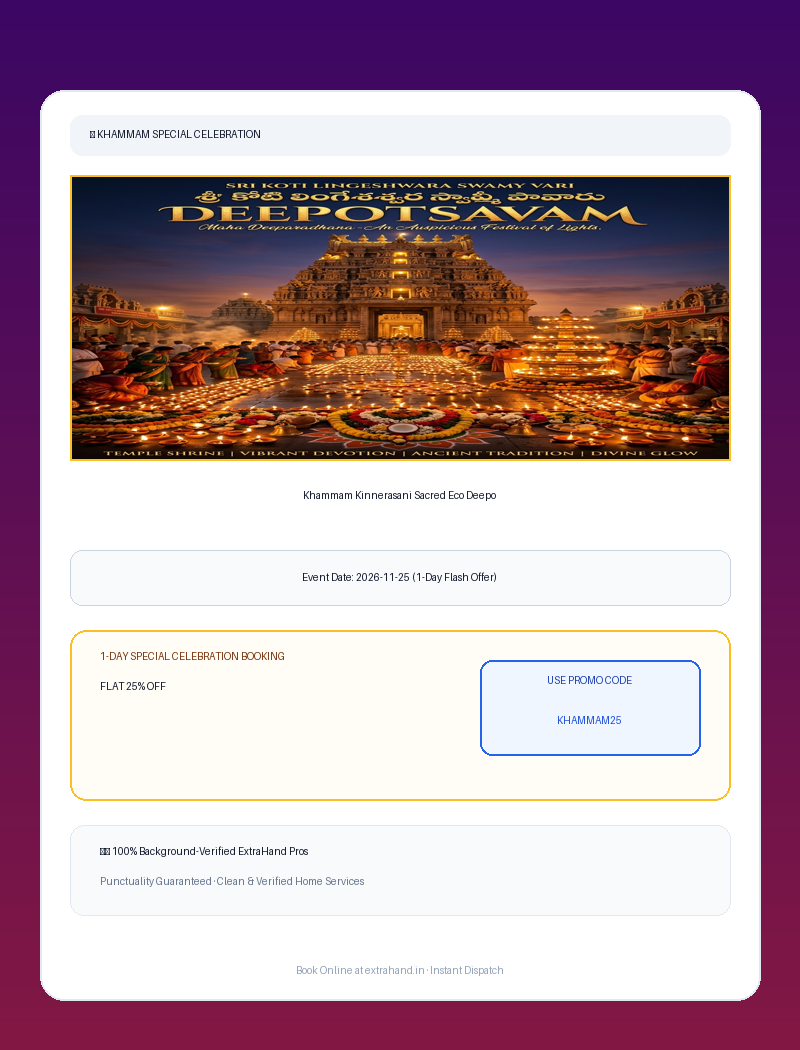 KHAMMAM SPECIAL CELEBRATION
SRI KOTI LINGESHWARA SWAMY VARI
శ్రీ కోటి లింగేశ్వర స్వామి
DEEPOTSAVAM
Maha Deeparadhana - An Auspicious Festival of Lights.
TEMPLE SHRINE | VIBRANT DEVOTION | ANCIENT TRADITION | DIVINE GLOW
Khammam Kinnerasani Sacred Eco Deepo
Event Date: 2026-11-25 (1-Day Flash Offer)
1-DAY SPECIAL CELEBRATION BOOKING
FLAT 25% OFF
USE PROMO CODE
KHAMMAM25
100% Background-Verified ExtraHand Pros
Punctuality Guaranteed · Clean & Verified Home Services
Book Online at extrahand.in · Instant Dispatch